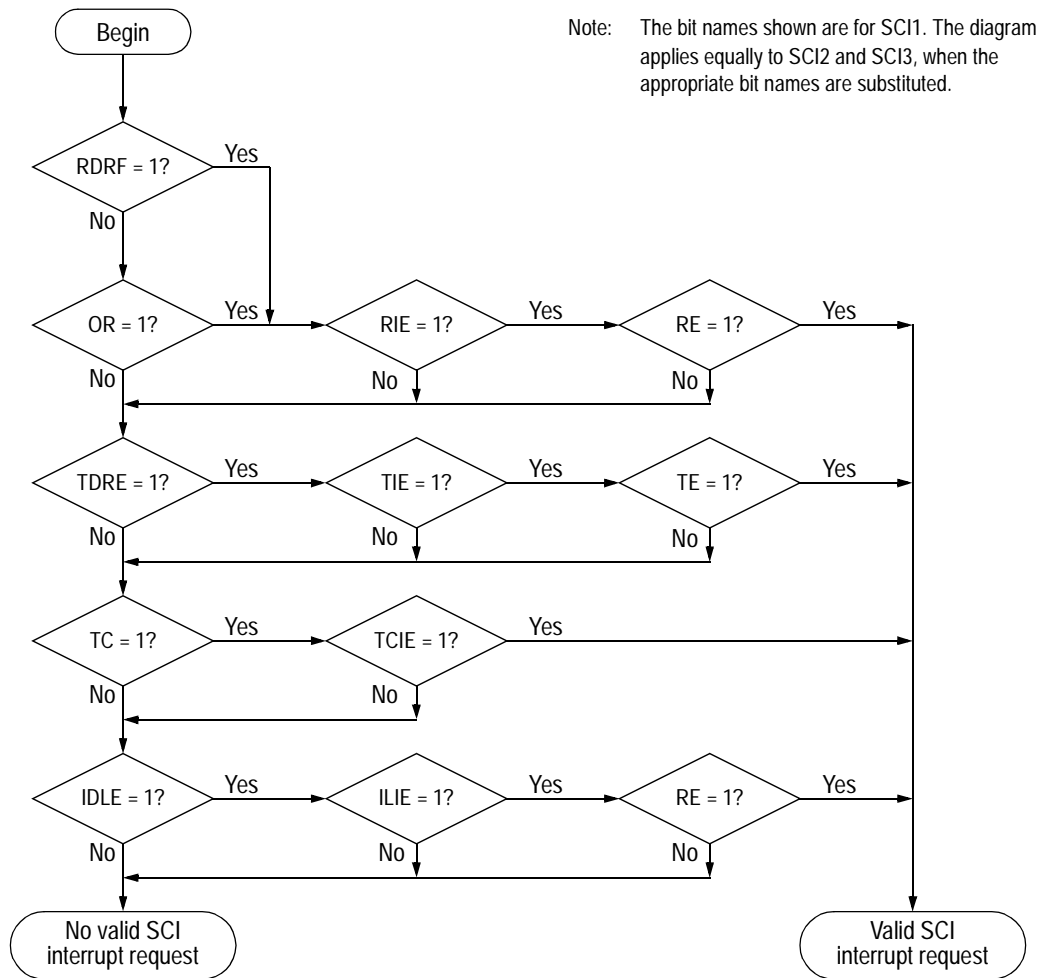 Begin
Note: The bit names shown are for SCI1. The diagram
applies equally to SCI2 and SCI3, when the
appropriate bit names are substituted.
RDRF = 1?
Yes
No
OR = 1?
Yes
RIE = 1?
Yes
RE = 1?
Yes
No
No
No
TDRE = 1?
Yes
TIE = 1?
Yes
TE = 1?
Yes
No
No
No
TC = 1?
Yes
TCIE = 1?
Yes
No
No
IDLE = 1?
Yes
ILIE = 1?
Yes
RE = 1?
Yes
No
No
No
No valid SCI
interrupt request
Valid SCI
interrupt request